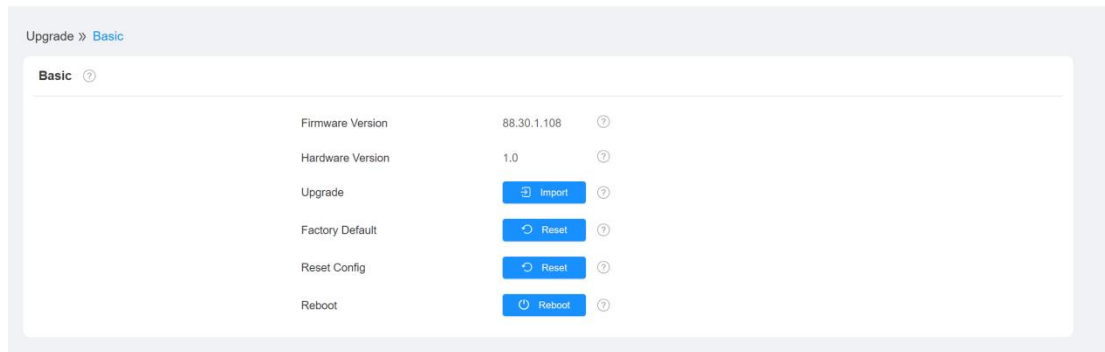 Upgrade » Basic
Basic ?
Firmware Version 88.30.1.108 ?
Hardware Version 1.0 ?
Upgrade Import ?
Factory Default Reset ?
Reset Config Reset ?
Reboot Reboot ?